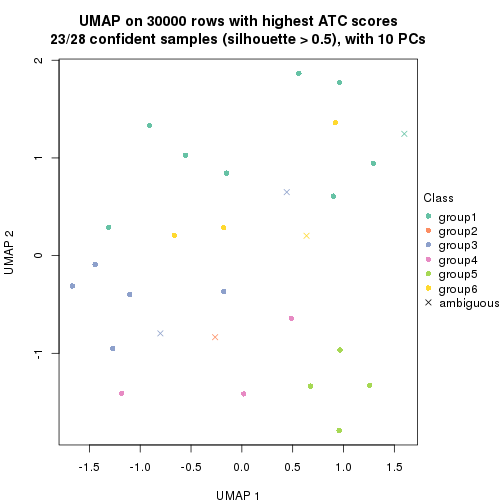 UMAP on 30000 rows with highest ATC scores
23/28 confident samples (silhouette > 0.5), with 10 PCs
2
1
0
-1
UMAP 2
-1.5 -1.0 -0.5 0.0 0.5 1.0 1.5
UMAP 1
Class
group1
group2
group3
group4
group5
group6
ambiguous